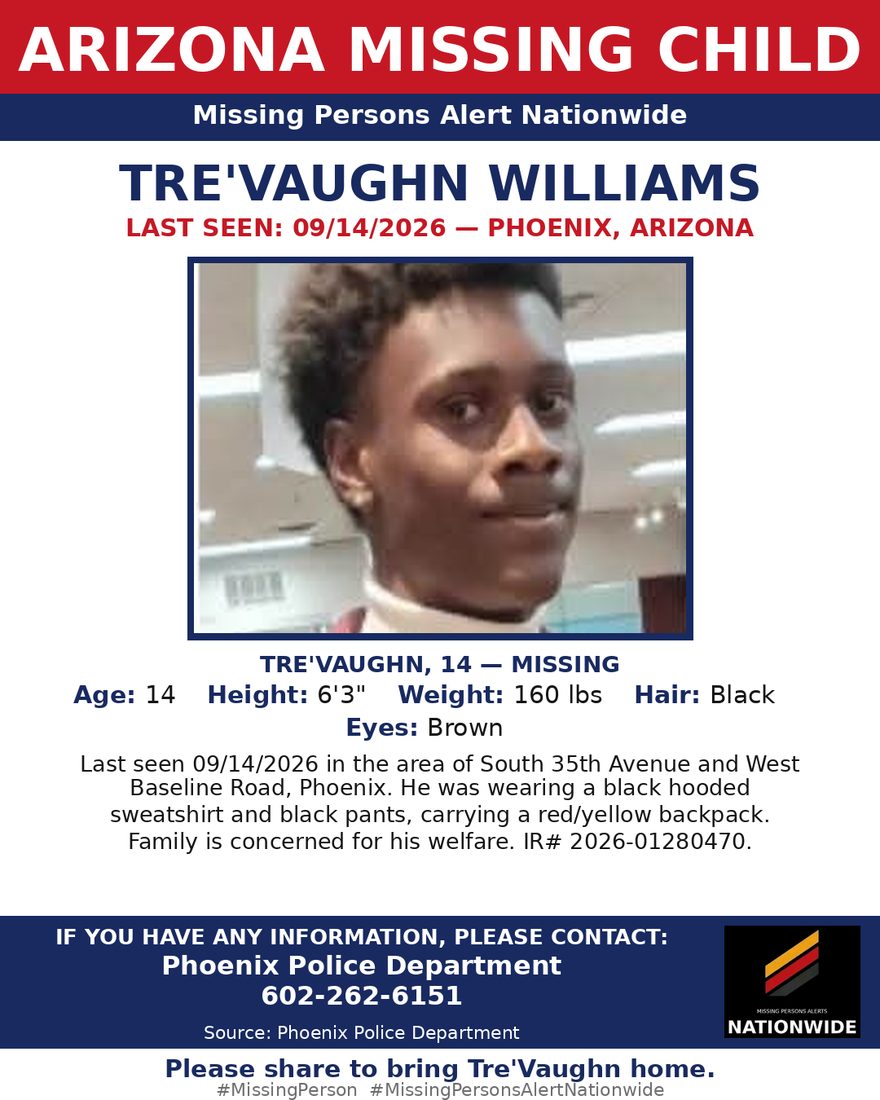 ARIZONA MISSING CHILD
Missing Persons Alert Nationwide
TRE'VAUGHN WILLIAMS
LAST SEEN: 09/14/2026 — PHOENIX, ARIZONA
TRE'VAUGHN, 14 — MISSING
Age: 14 Height: 6'3" Weight: 160 lbs Hair: Black
Eyes: Brown
Last seen 09/14/2026 in the area of South 35th Avenue and West
Baseline Road, Phoenix. He was wearing a black hooded
sweatshirt and black pants, carrying a red/yellow backpack.
Family is concerned for his welfare. IR# 2026-01280470.
IF YOU HAVE ANY INFORMATION, PLEASE CONTACT:
Phoenix Police Department
602-262-6151
Source: Phoenix Police Department
MISSING PERSONS ALERTS
NATIONWIDE
Please share to bring Tre'Vaughn home.
#MissingPerson #MissingPersonsAlertNationwide